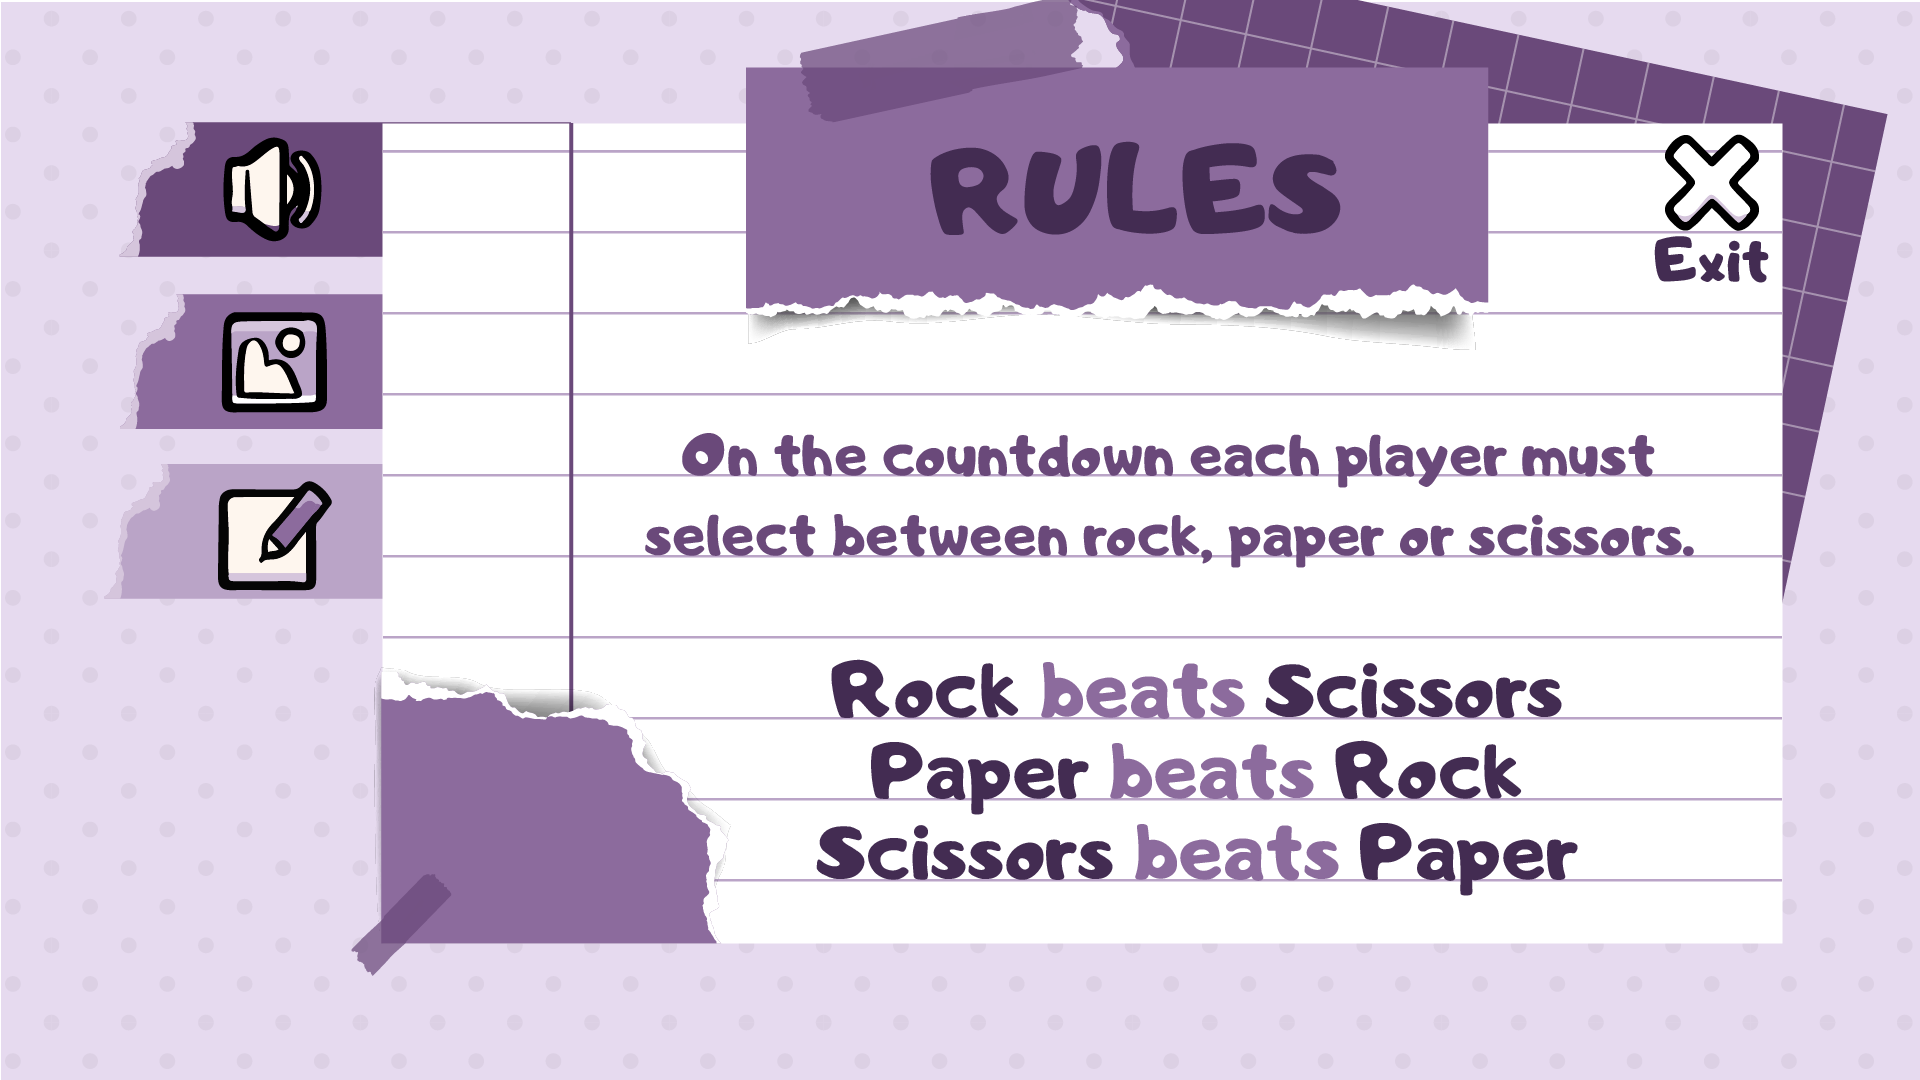 RULES
Exit
On the countdown each player must
select between rock, paper or scissors.
Rock beats Scissors
Paper beats Rock
Scissors beats Paper